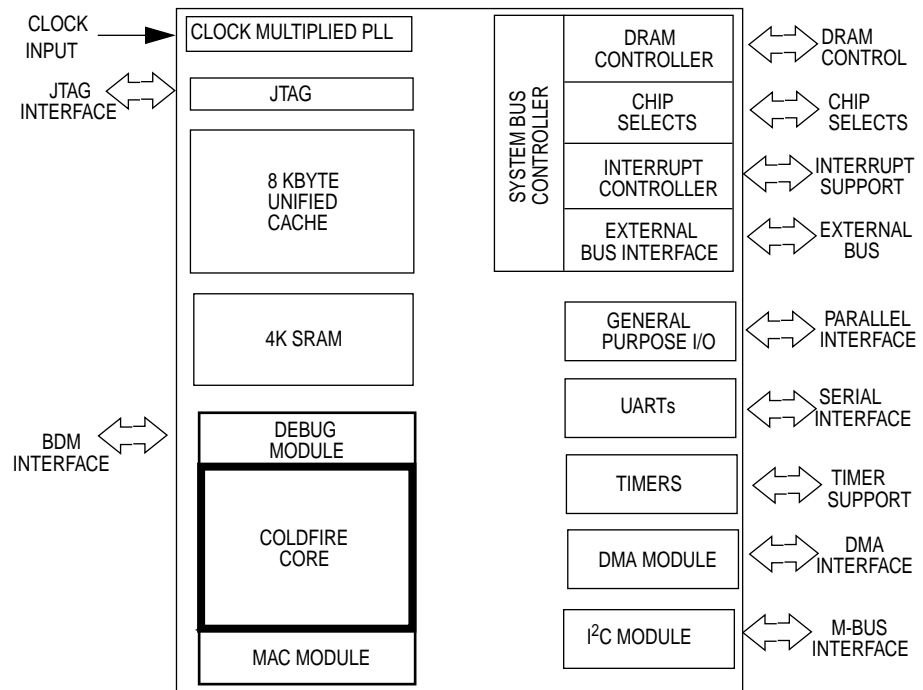 CLOCK
INPUT
CLOCK MULTIPLIED PLL
JTAG
INTERFACE
JTAG
8 KBYTE
UNIFIED
CACHE
4K SRAM
BDM
INTERFACE
DEBUG
MODULE
COLDFIRE
CORE
MAC MODULE
SYSTEM BUS
CONTROLLER
DRAM
CONTROLLER
DRAM
CONTROL
CHIP
SELECTS
CHIP
SELECTS
INTERRUPT
CONTROLLER
INTERRUPT
SUPPORT
EXTERNAL
BUS INTERFACE
EXTERNAL
BUS
GENERAL
PURPOSE I/O
PARALLEL
INTERFACE
UARTs
SERIAL
INTERFACE
TIMERS
TIMER
SUPPORT
DMA MODULE
DMA
INTERFACE
I²C MODULE
M-BUS
INTERFACE